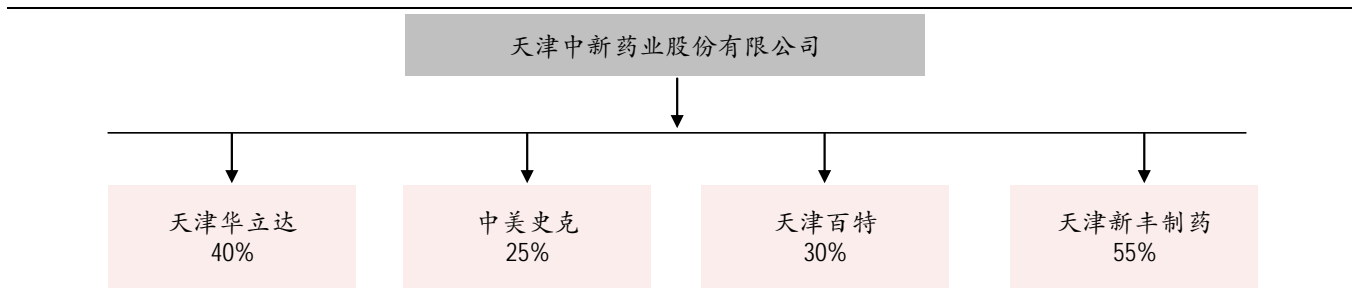 天津中新药业股份有限公司
天津华立达
40%
中美史克
25%
天津百特
30%
天津新丰制药
55%